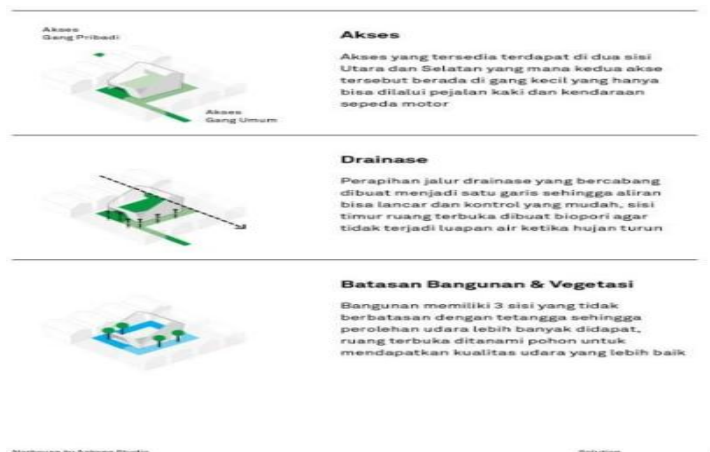 Akses
Gang Pribadi
Akses
Gang Umum
Akses
Akses yang tersedia terdapat di dua sisi
Utara dan Selatan yang mana kedua akse
tersebut berada di gang kecil yang hanya
bisa dilalui pejalan kaki dan kendaraan
sepeda motor
Drainase
Perapihan jalur drainase yang bercabang
dibuat menjadi satu garis sehingga aliran
bisa lancar dan kontrol yang mudah, sisi
timur ruang terbuka dibuat biopori agar
tidak terjadi luapan air ketika hujan turun
Batasan Bangunan & Vegetasi
Bangunan memiliki 3 sisi yang tidak
berbatasan dengan tetangga sehingga
perolehan udara lebih banyak didapat,
ruang terbuka ditanami pohon untuk
mendapatkan kualitas udara yang lebih baik